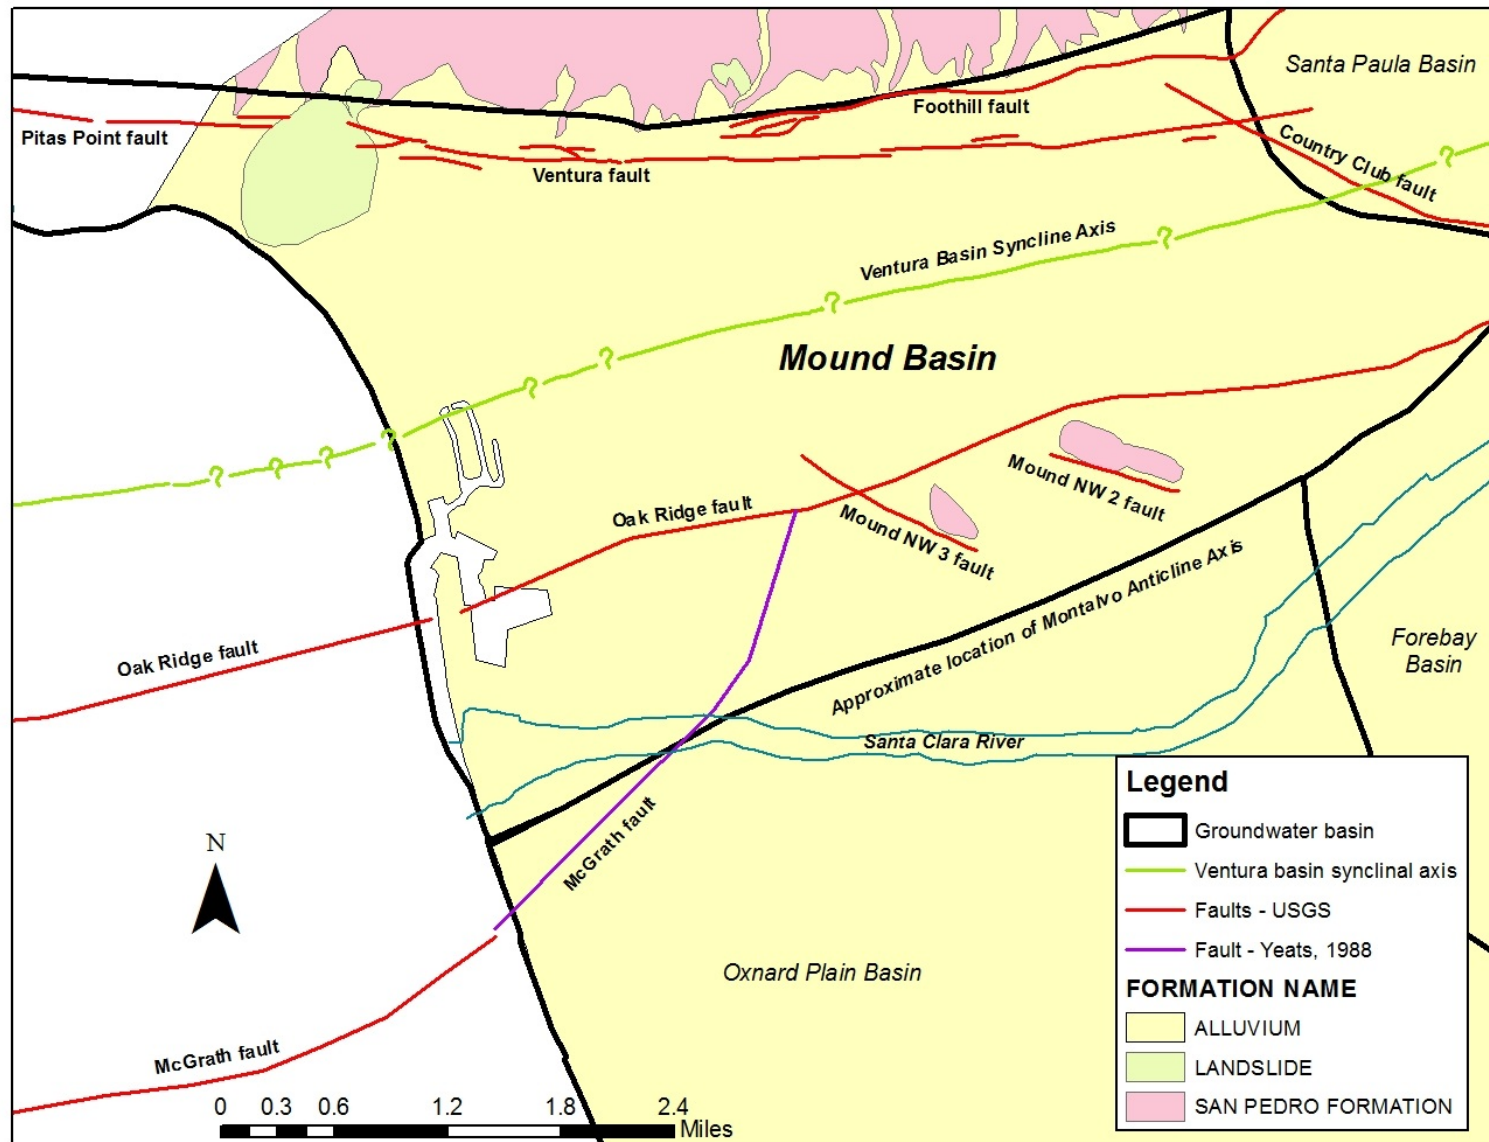 Santa Paula Basin
Foothill fault
Pitas Point fault
Country Club fault
Ventura fault
?
Ventura Basin Syncline Axis
?
?
Mound Basin
?
?
?
?
?
?
Mound NW 2 fault
Oak Ridge fault
Mound NW 3 fault
Approximate location of Montalvo Anticline Axis
Oak Ridge fault
Forebay
Basin
Santa Clara River
McGrath fault
N
Oxnard Plain Basin
McGrath fault
0 0.3 0.6 1.2 1.8 2.4
Miles
Legend
Groundwater basin
Ventura basin synclinal axis
Faults - USGS
Fault - Yeats, 1988
FORMATION NAME
ALLUVIUM
LANDSLIDE
SAN PEDRO FORMATION